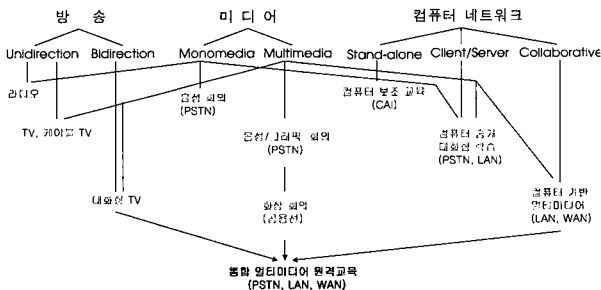 방 송 미 디 어 컴퓨터 네트워크
Unidirection Bidirection Monomedia Multimedia Stand-alone Client/Server Collaborative
라디오
음성 회의
(PSTN)
컴퓨터 보조 교육
(CAI)
TV, 케이블 TV
음성/그래픽 회의
(PSTN)
컴퓨터 중개
대화식 학습
(PSTN, LAN)
대화형 TV
화상 회의
(공용선)
컴퓨터 기반
멀티미디어
(LAN, WAN)
통합 멀티미디어 원격교육
(PSTN, LAN, WAN)